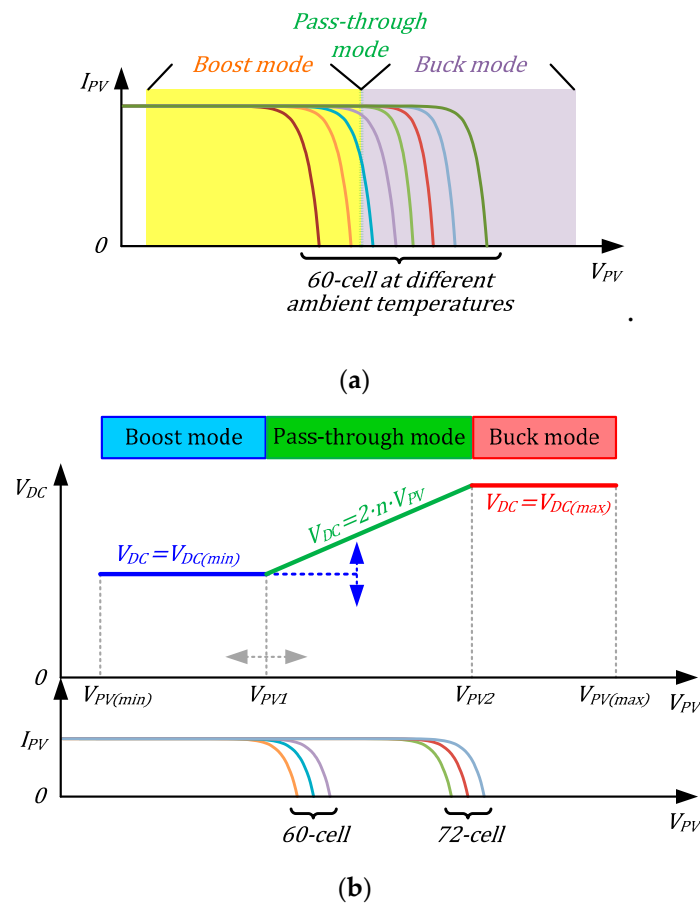 Pass-through
mode
Boost mode
Buck mode
I_PV
0
V_PV
60-cell at different
ambient temperatures
.
(a)
Boost mode
Pass-through mode
Buck mode
V_DC
V_DC=V_DC(min)
V_DC=2·n·V_PV
V_DC=V_DC(max)
0
V_PV(min)
V_PV1
V_PV2
V_PV(max)
V_PV
I_PV
0
V_PV
60-cell
72-cell
(b)